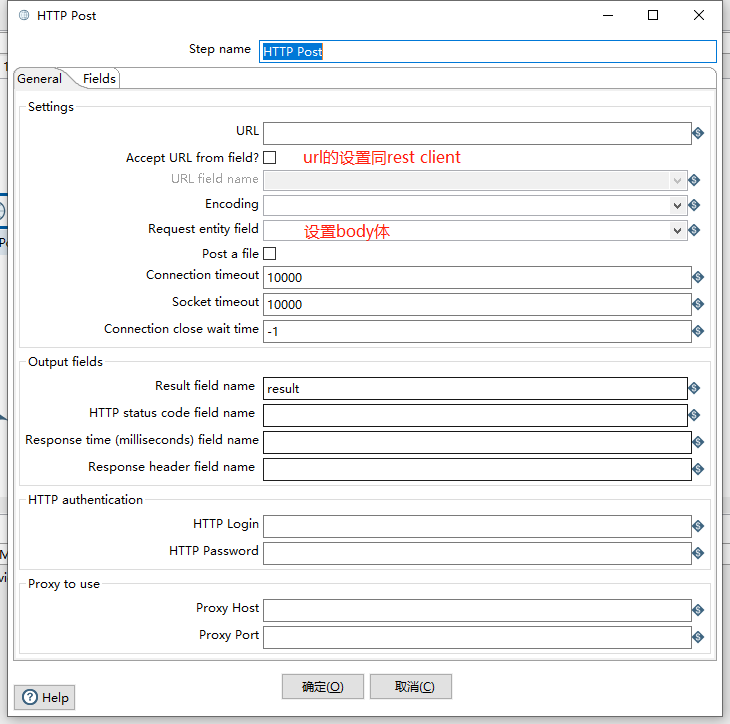 HTTP Post
Step name HTTP Post
General Fields
Settings
URL
Accept URL from field? url的设置同rest client
URL field name
Encoding
Request entity field 设置body体
Post a file
Connection timeout 10000
Socket timeout 10000
Connection close wait time -1
Output fields
Result field name result
HTTP status code field name
Response time (milliseconds) field name
Response header field name
HTTP authentication
HTTP Login
HTTP Password
Proxy to use
Proxy Host
Proxy Port
确定(O) 取消(C)
Help